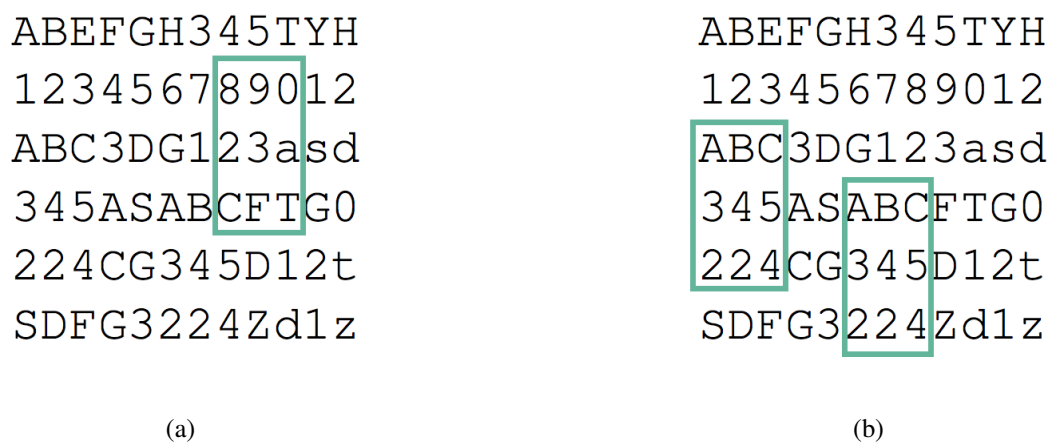 ABEFGH345TYH
123456789012
ABC3DG123asd
345ASABCFTG0
224CG345D12t
SDFG3224Zd1z
(a)
ABEFGH345TYH
123456789012
ABC3DG123asd
345ASABCFTG0
224CG345D12t
SDFG3224Zd1z
(b)